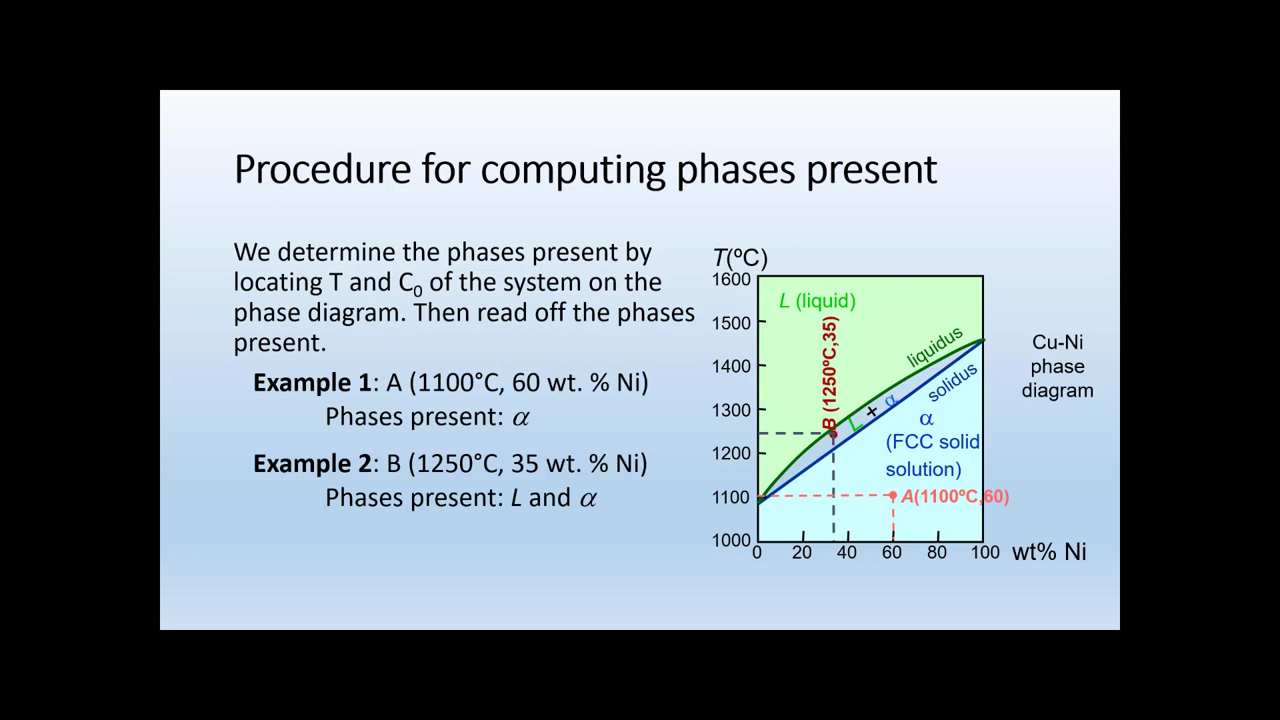 Procedure for computing phases present
We determine the phases present by
locating T and C0 of the system on the
phase diagram. Then read off the phases
present.
Example 1: A (1100°C, 60 wt. % Ni)
Phases present: α
Example 2: B (1250°C, 35 wt. % Ni)
Phases present: L and α
T(ºC)
1600
1500
1400
1300
1200
1100
1000
0 20 40 60 80 100 wt% Ni
L (liquid)
B (1250ºC,35)
liquidus
solidus
L + α
α
(FCC solid
solution)
A(1100ºC,60)
Cu-Ni
phase
diagram